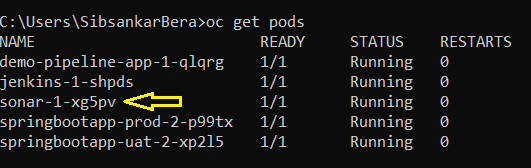 C:\Users\SibsankarBera>oc get pods
NAME READY STATUS RESTARTS
demo-pipeline-app-1-qlqrg 1/1 Running 0
jenkins-1-shpds 1/1 Running 0
sonar-1-xg5pv 1/1 Running 0
springbootapp-prod-2-p99tx 1/1 Running 0
springbootapp-uat-2-xp2l5 1/1 Running 0